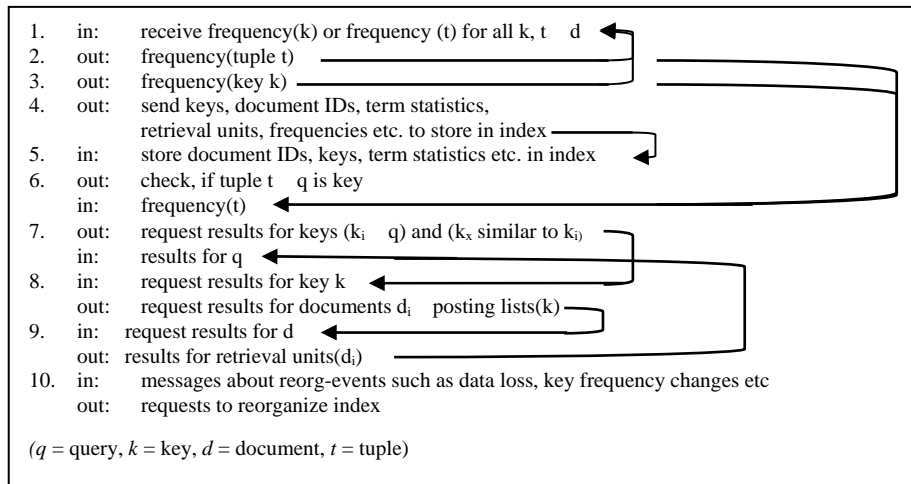 1. in: receive frequency(k) or frequency (t) for all k, t d
2. out: frequency(tuple t)
3. out: frequency(key k)
4. out: send keys, document IDs, term statistics,
retrieval units, frequencies etc. to store in index
5. in: store document IDs, keys, term statistics etc. in index
6. out: check, if tuple t q is key
in: frequency(t)
7. out: request results for keys (ki q) and (kx similar to ki)
in: results for q
8. in: request results for key k
out: request results for documents di posting lists(k)
9. in: request results for d
out: results for retrieval units(di)
10. in: messages about reorg-events such as data loss, key frequency changes etc
out: requests to reorganize index
(q = query, k = key, d = document, t = tuple)